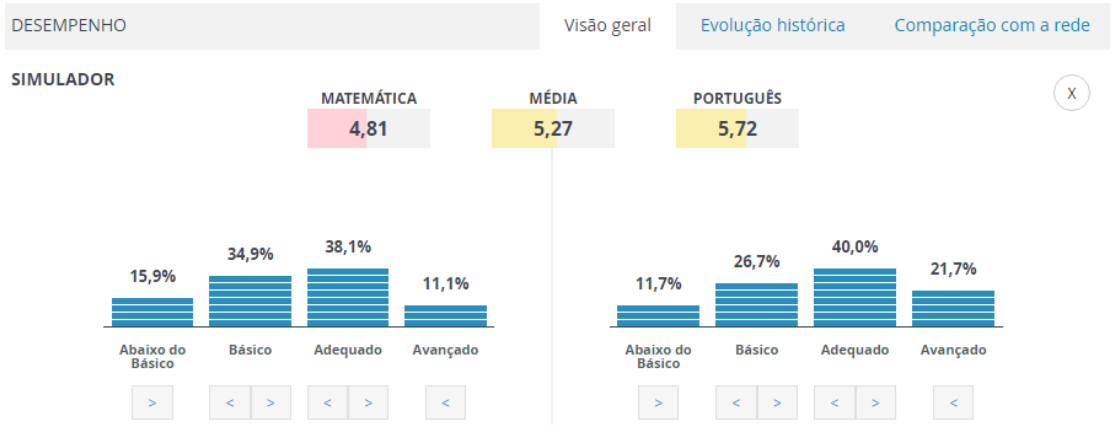 DESEMPENHO
Visão geral
Evolução histórica
Comparação com a rede
SIMULADOR
X
MATEMÁTICA
4,81
MÉDIA
5,27
PORTUGUÊS
5,72
15,9%
34,9%
38,1%
11,1%
Abaixo do
Básico
Básico
Adequado
Avançado
>
< >
< >
<
11,7%
26,7%
40,0%
21,7%
Abaixo do
Básico
Básico
Adequado
Avançado
>
< >
< >
<